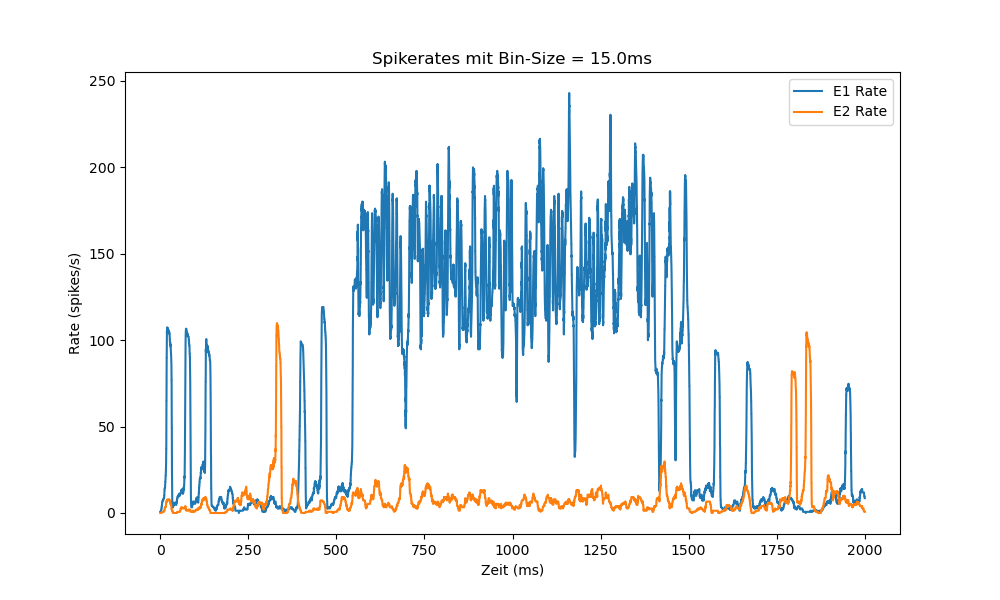 Spikerates mit Bin-Size = 15.0ms
250
200
150
100
50
0
Rate (spikes/s)
E1 Rate
E2 Rate
0 250 500 750 1000 1250 1500 1750 2000
Zeit (ms)